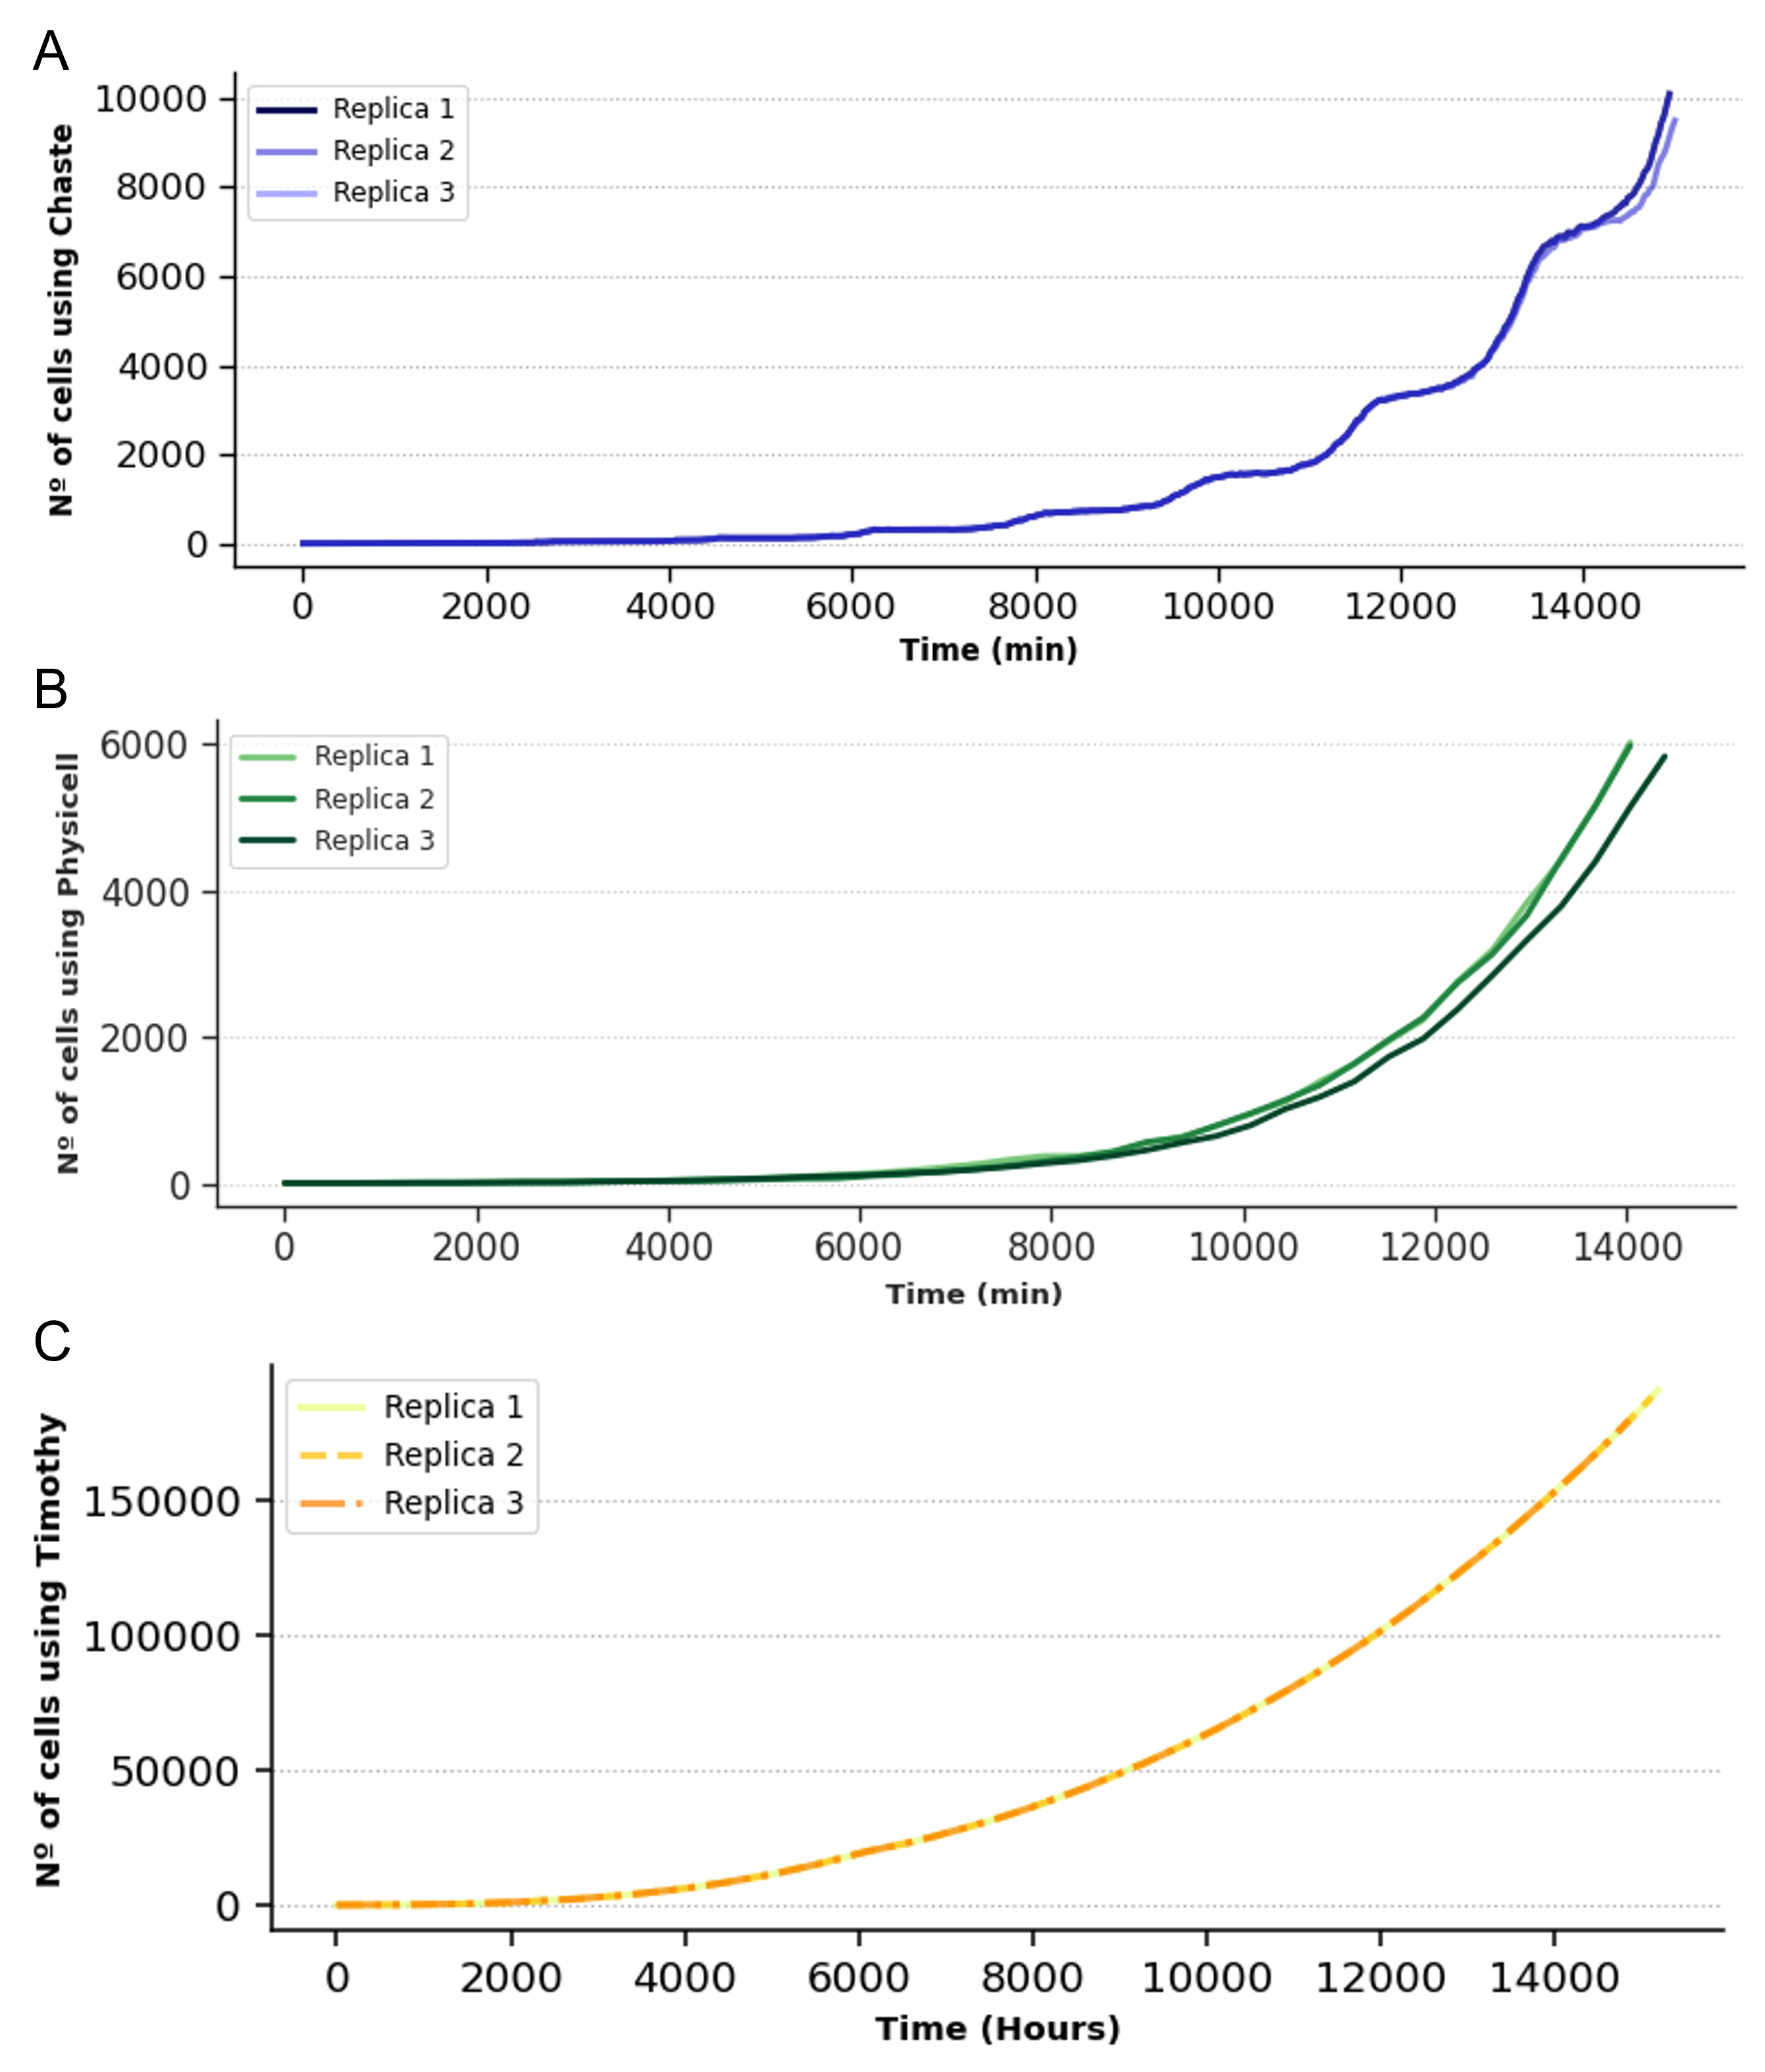 A
Nº of cells using Chaste
10000
8000
6000
4000
2000
0
Replica 1
Replica 2
Replica 3
0 2000 4000 6000 8000 10000 12000 14000
Time (min)
B
Nº of cells using Physicell
6000
4000
2000
0
Replica 1
Replica 2
Replica 3
0 2000 4000 6000 8000 10000 12000 14000
Time (min)
C
Nº of cells using Timothy
150000
100000
50000
0
Replica 1
Replica 2
Replica 3
0 2000 4000 6000 8000 10000 12000 14000
Time (Hours)